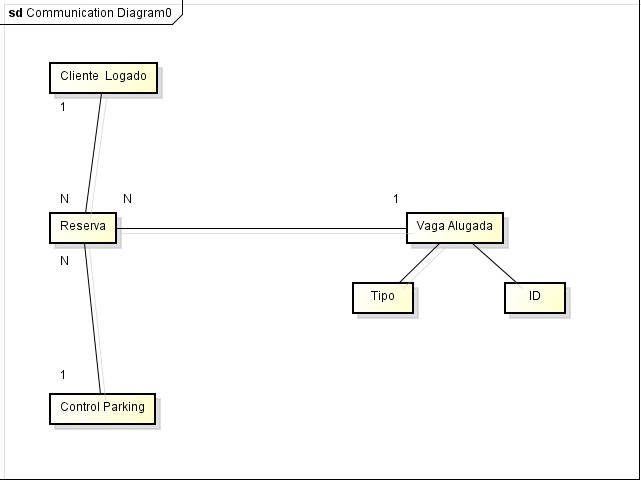 sd Communication Diagram0
Cliente Logado
1
N
N
1
Reserva
Vaga Alugada
N
Tipo
ID
1
Control Parking